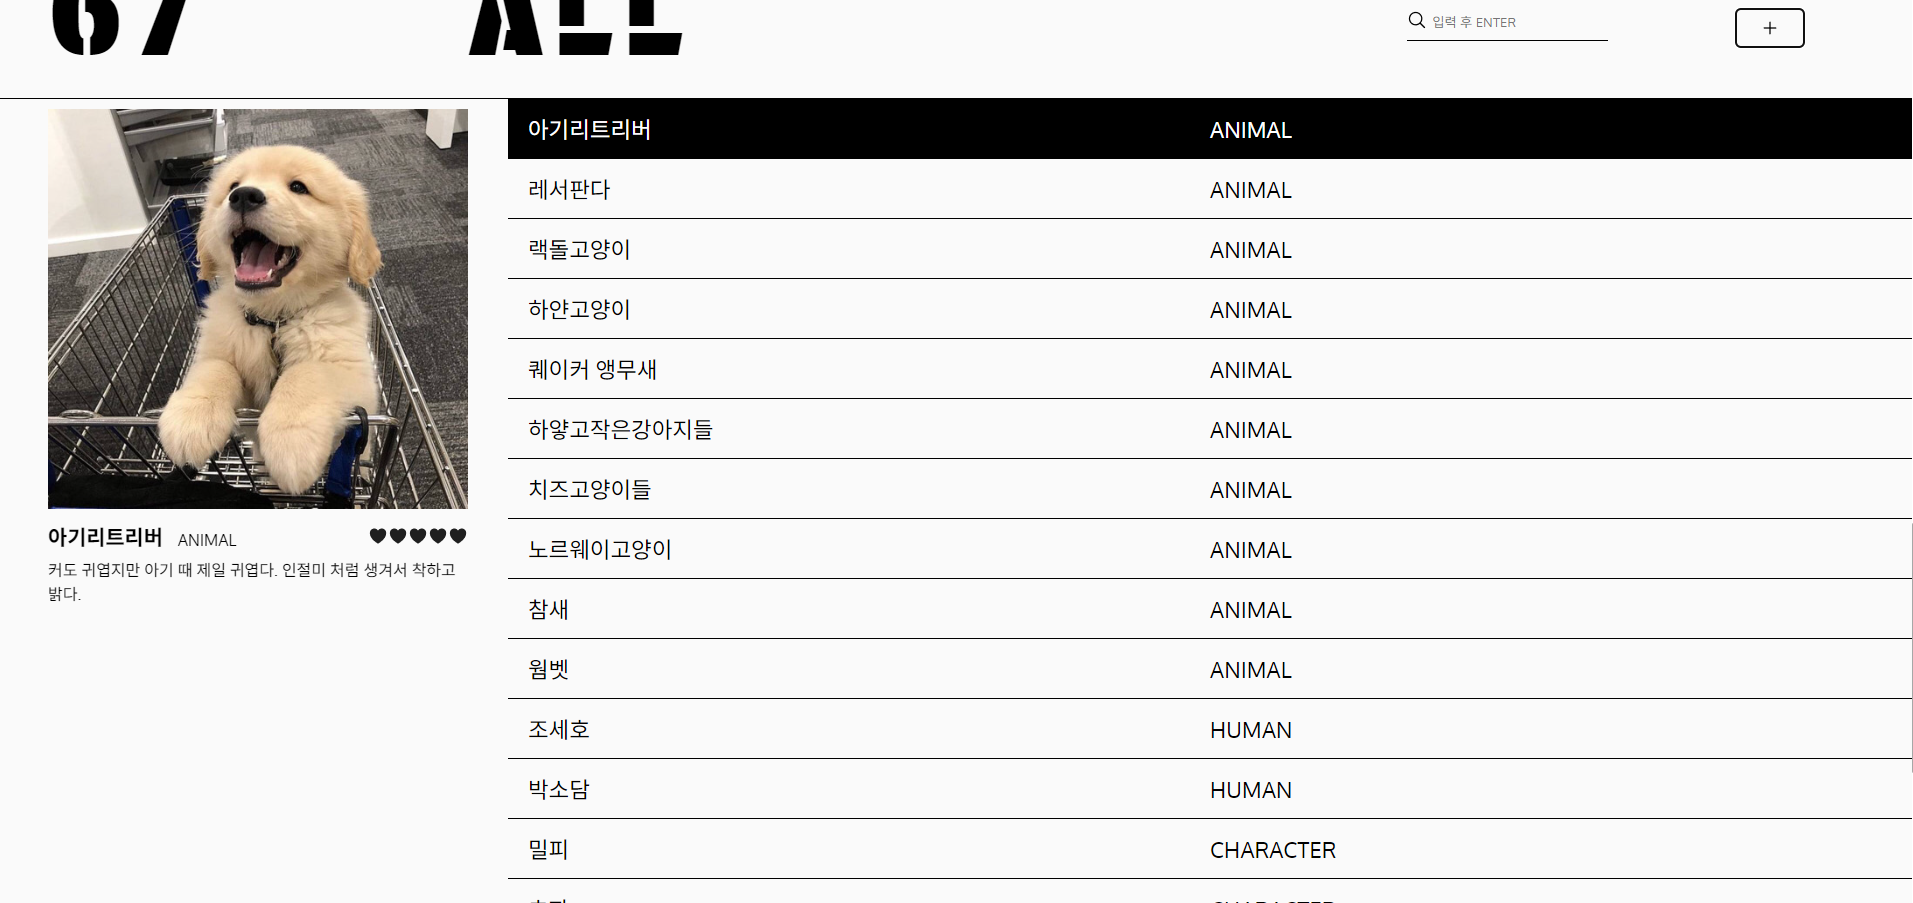 67 ALL
입력 후 ENTER
+
아기리트리버 ANIMAL
레서판다 ANIMAL
랙돌고양이 ANIMAL
하얀고양이 ANIMAL
퀘이커 앵무새 ANIMAL
하얗고작은강아지들 ANIMAL
치즈고양이들 ANIMAL
노르웨이고양이 ANIMAL
참새 ANIMAL
웜벳 ANIMAL
조세호 HUMAN
박소담 HUMAN
밀피 CHARACTER
아기리트리버 ANIMAL
커도 귀엽지만 아기 때 제일 귀엽다. 인절미 처럼 생겨서 착하고
밝다.